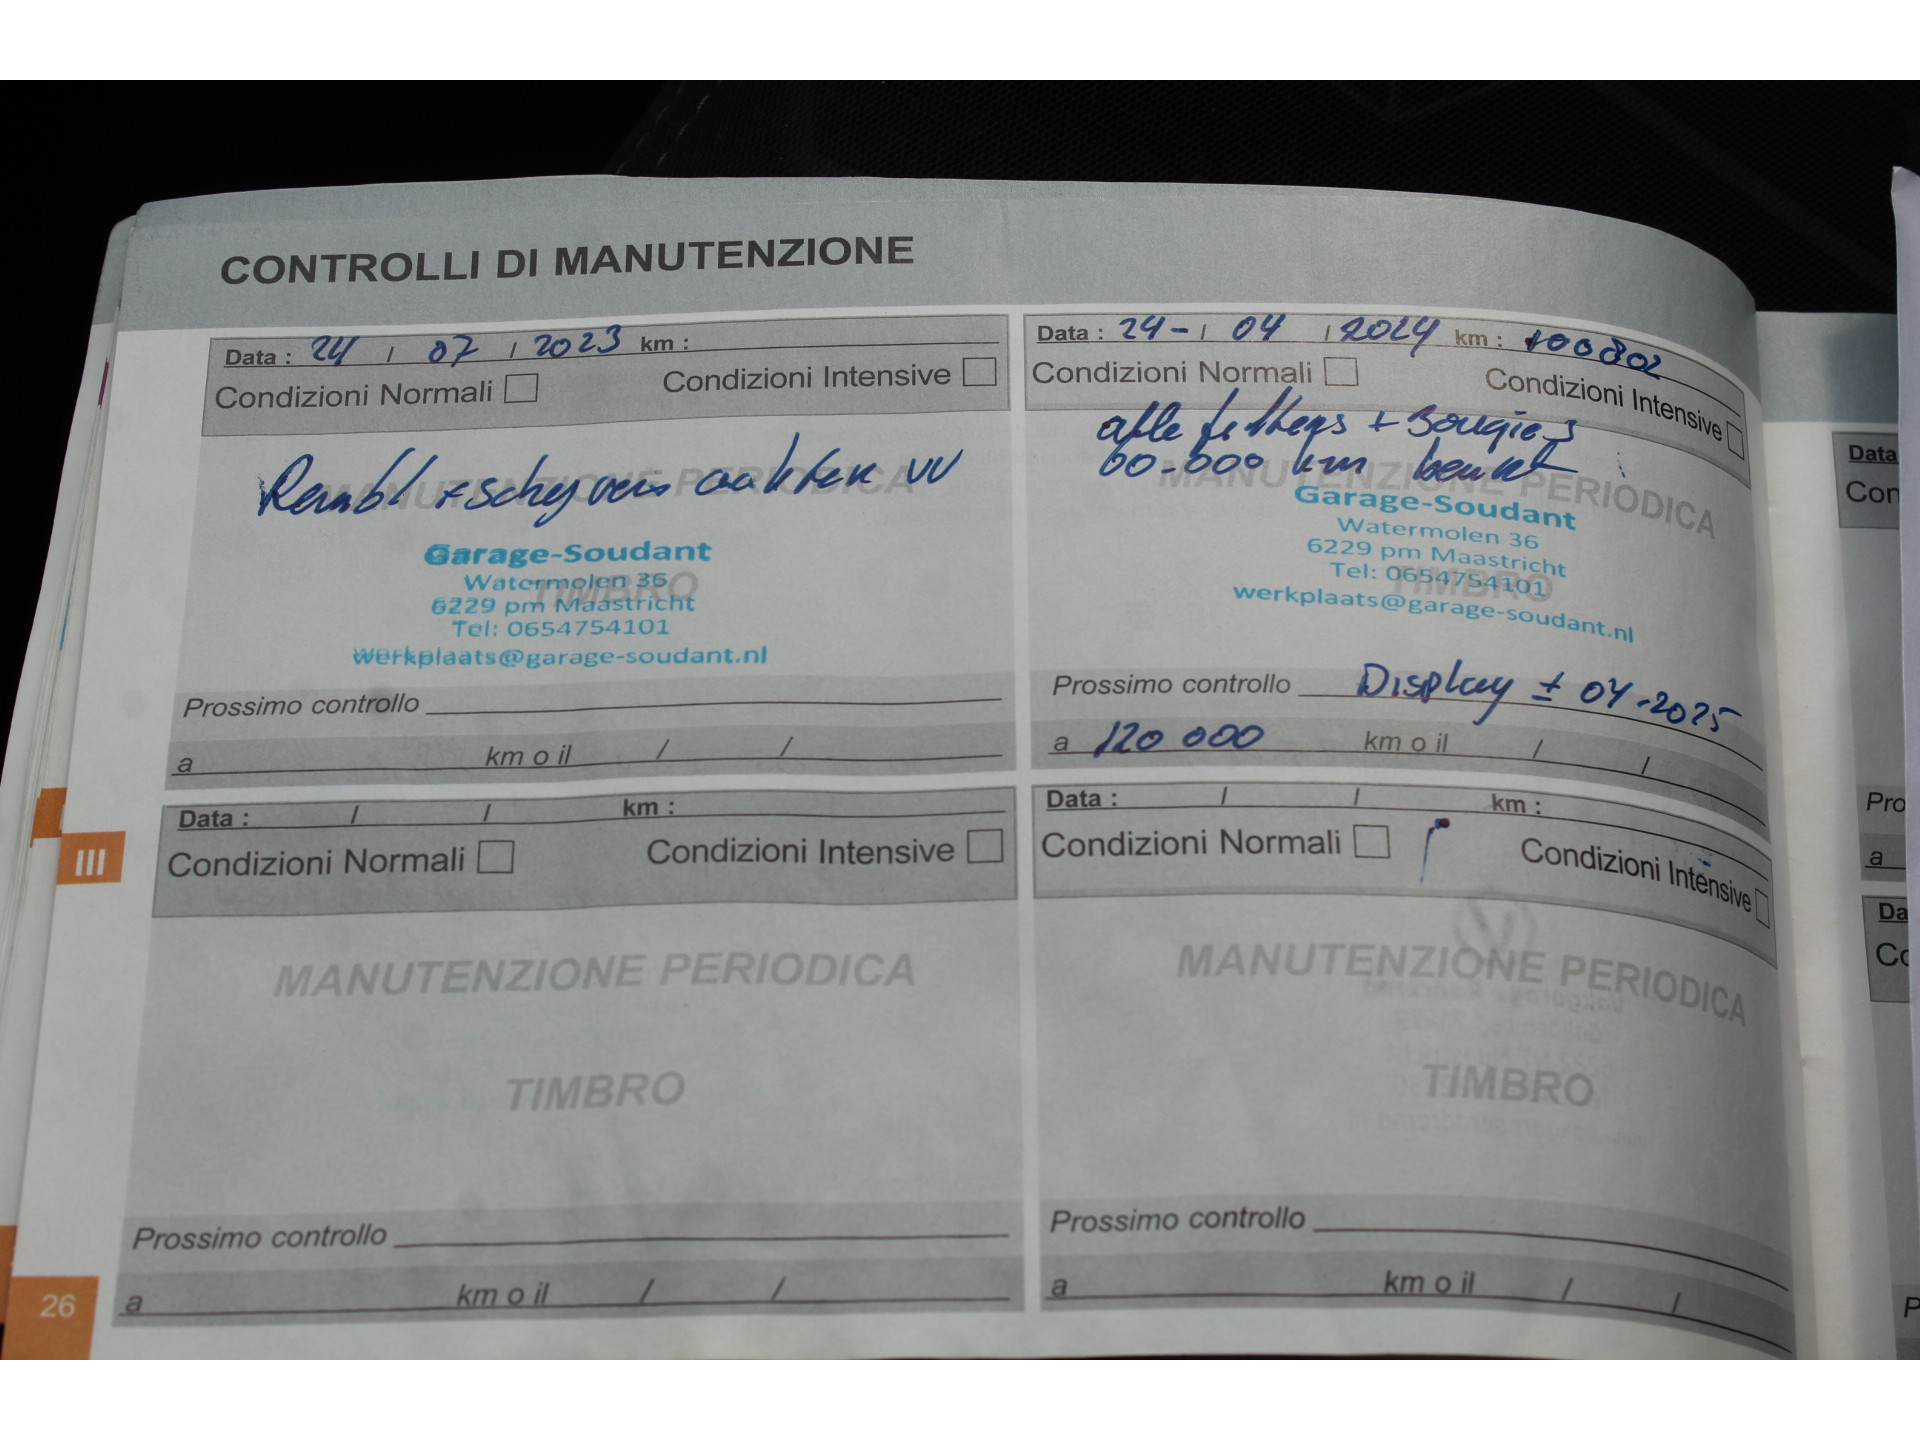 CONTROLLI DI MANUTENZIONE
Data : 24 / 07 / 2023 km :
Condizioni Normali Condizioni Intensive
Rembl + schijven VV
MANUTENZIONE PERIODICA
TIMBRO
Garage-Soudant
Watermolen 36
6229 pm Maastricht
Tel: 0654754101
werkplaats@garage-soudant.nl
Prossimo controllo
a km o il / /
Data : 24- / 04 / 2024 km : 100802
Condizioni Normali Condizioni Intensive
alle filters + Bougies
60.000 km beurt
MANUTENZIONE PERIODICA
TIMBRO
Garage-Soudant
Watermolen 36
6229 pm Maastricht
Tel: 0654754101
werkplaats@garage-soudant.nl
Prossimo controllo Display ± 04-2025
a 120 000 km o il / /
Data : / / km :
Condizioni Normali Condizioni Intensive
MANUTENZIONE PERIODICA
TIMBRO
Prossimo controllo
a km o il / /
Data : / / km :
Condizioni Normali Condizioni Intensive
MANUTENZIONE PERIODICA
TIMBRO
Prossimo controllo
a km o il / /
III
26
Data
a